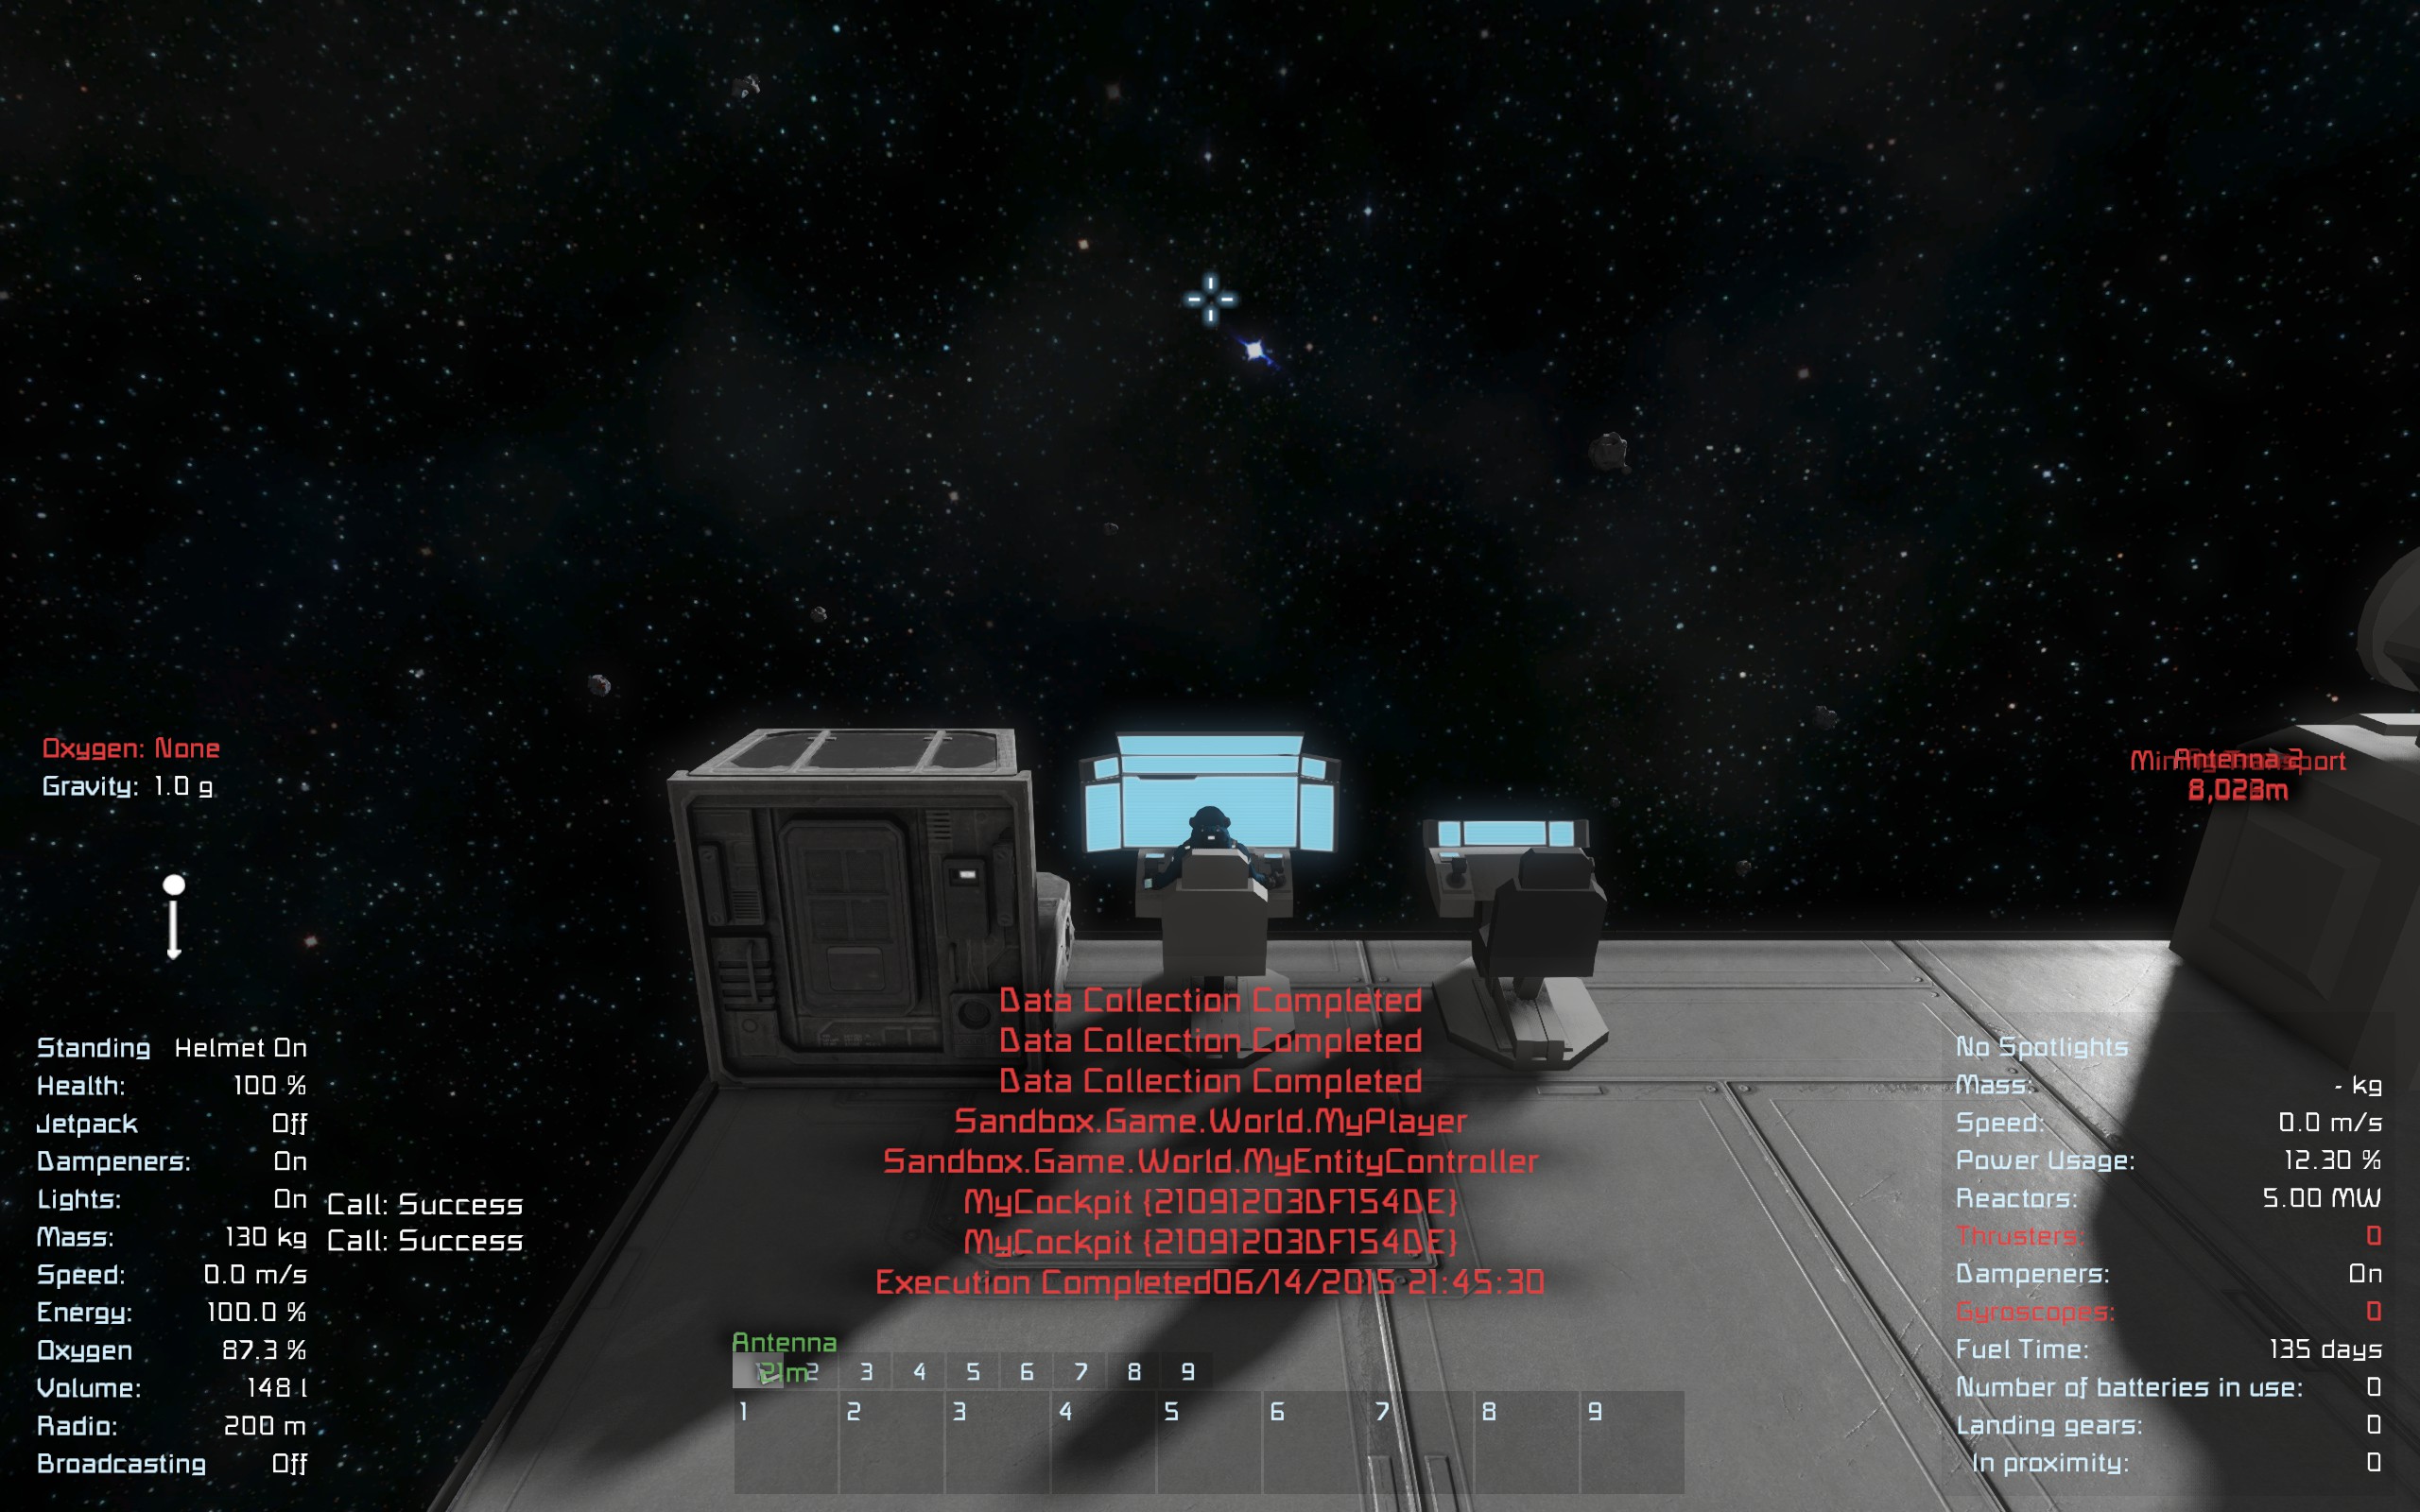 Oxygen: None
Gravity: 1.0 g
Antenna 2
8,023m
Standing Helmet On
Health: 100 %
Jetpack Off
Dampeners: On
Lights: On
Mass: 130 kg
Speed: 0.0 m/s
Energy: 100.0 %
Oxygen 87.3 %
Volume: 148 l
Radio: 200 m
Broadcasting Off
Call: Success
Call: Success
Data Collection Completed
Data Collection Completed
Data Collection Completed
Sandbox.Game.World.MyPlayer
Sandbox.Game.World.MyEntityController
MyCockpit {21091203DF154DE}
MyCockpit {21091203DF154DE}
Execution Completed06/14/2015 21:45:30
Antenna
21m 2 3 4 5 6 7 8 9
1 2 3 4 5 6 7 8 9
No Spotlights
Mass: - kg
Speed: 0.0 m/s
Power Usage: 12.30 %
Reactors: 5.00 MW
Thrusters: 0
Dampeners: On
Gyroscopes: 0
Fuel Time: 135 days
Number of batteries in use: 0
Landing gears: 0
In proximity: 0